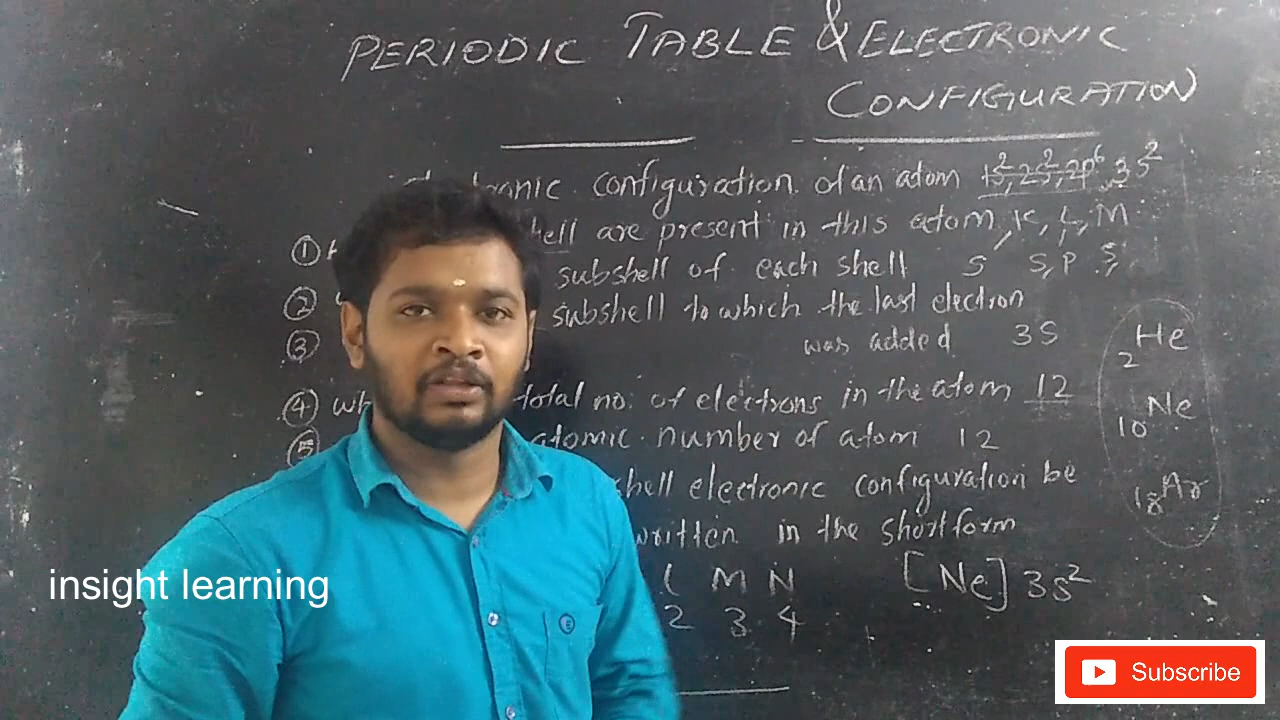 PERIODIC TABLE & ELECTRONIC
CONFIGURATION
configuration of an atom 1s², 2s², 2p⁶, 3s²
① shell are present in this atom K, L, M
② subshell of each shell s s, p s,
③ subshell to which the last electron
was added 3s
④ total no. of electrons in the atom 12
⑤ atomic number of atom 12
shell electronic configuration be
written in the short form
L M N [Ne] 3s²
2 3 4
₂He
₁₀Ne
₁₈Ar
insight learning
Subscribe